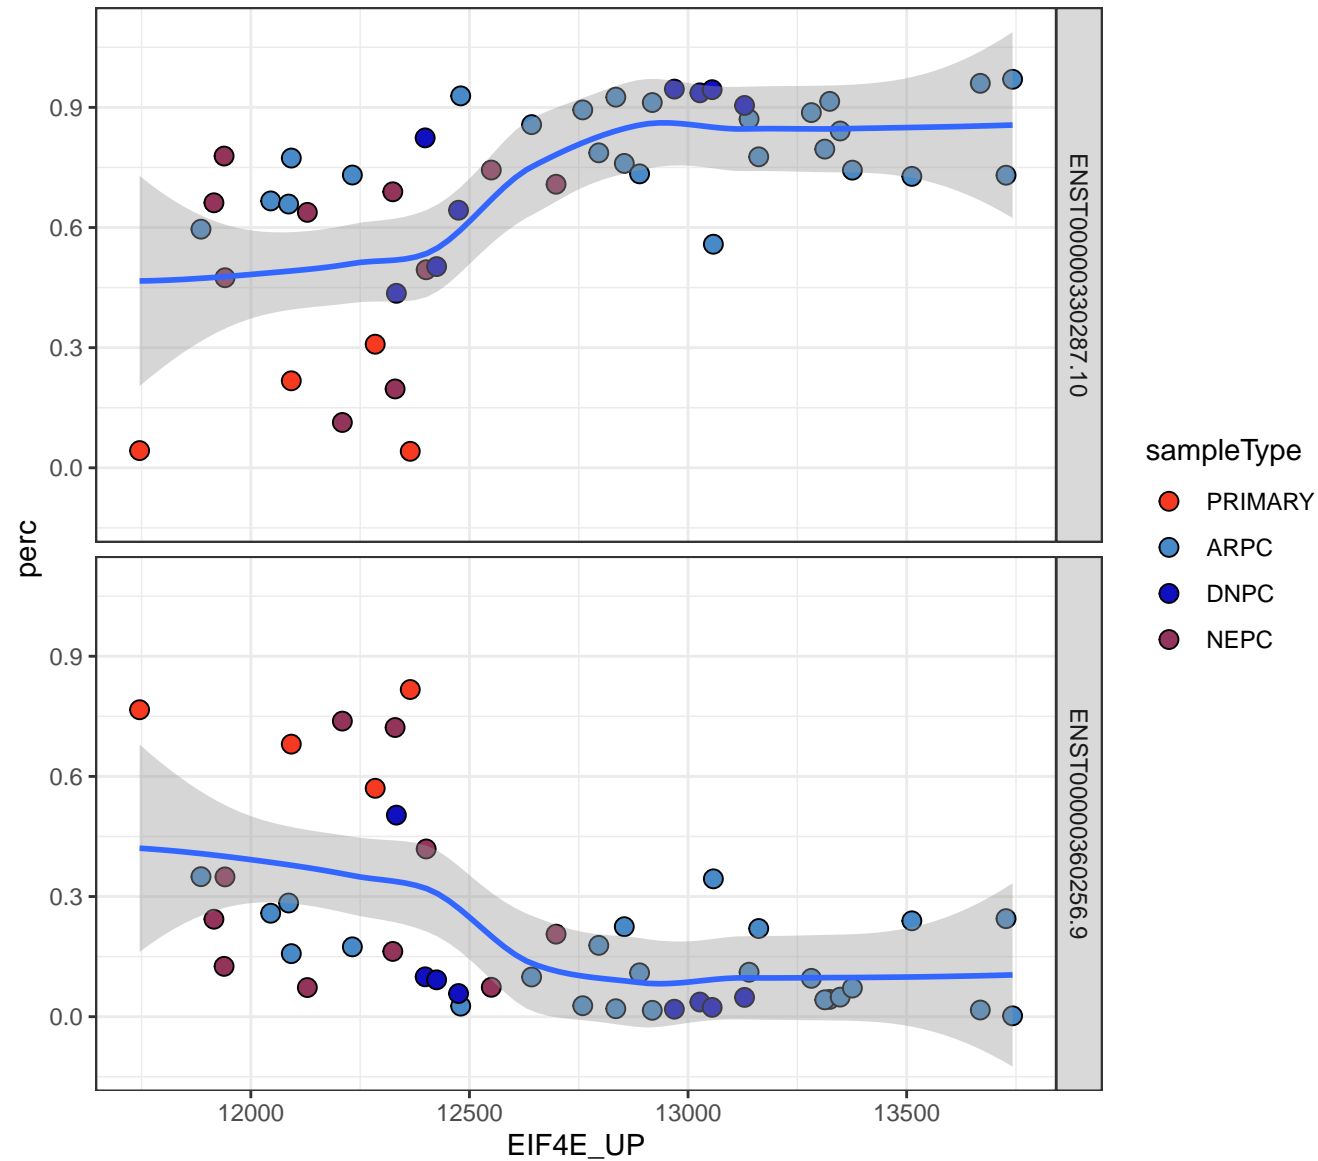 0.9
0.6
0.3
0.0
ENST00000330287.10
perc
0.9
0.6
0.3
0.0
ENST00000360256.9
12000
12500
13000
13500
EIF4E_UP
sampleType
PRIMARY
ARPC
DNPC
NEPC